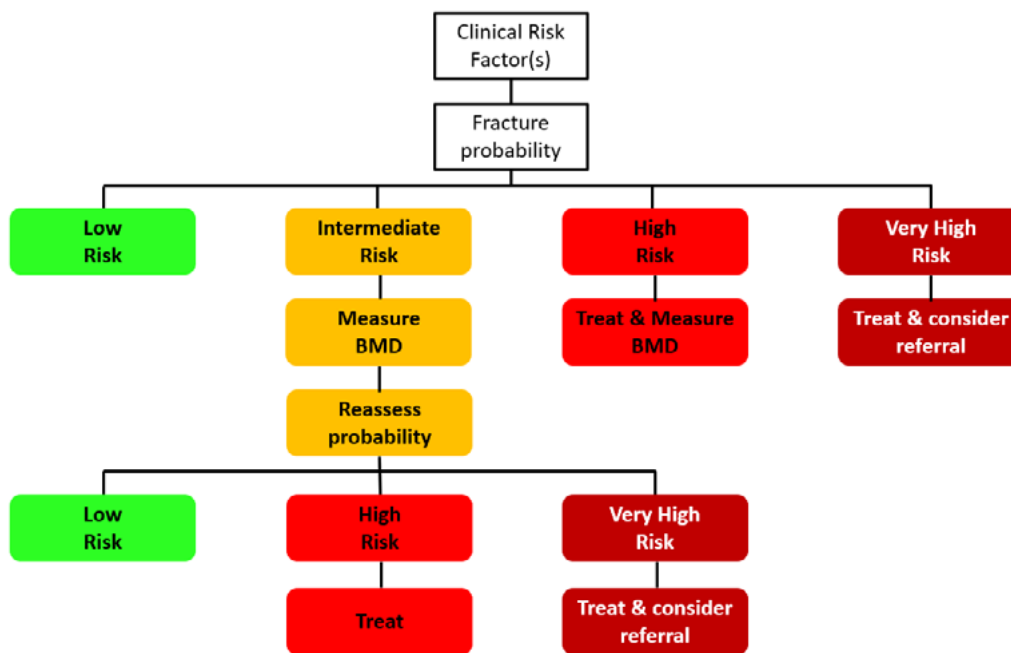 Clinical Risk
Factor(s)
Fracture
probability
Low
Risk
Intermediate
Risk
High
Risk
Very High
Risk
Measure
BMD
Treat & Measure
BMD
Treat & consider
referral
Reassess
probability
Low
Risk
High
Risk
Very High
Risk
Treat
Treat & consider
referral